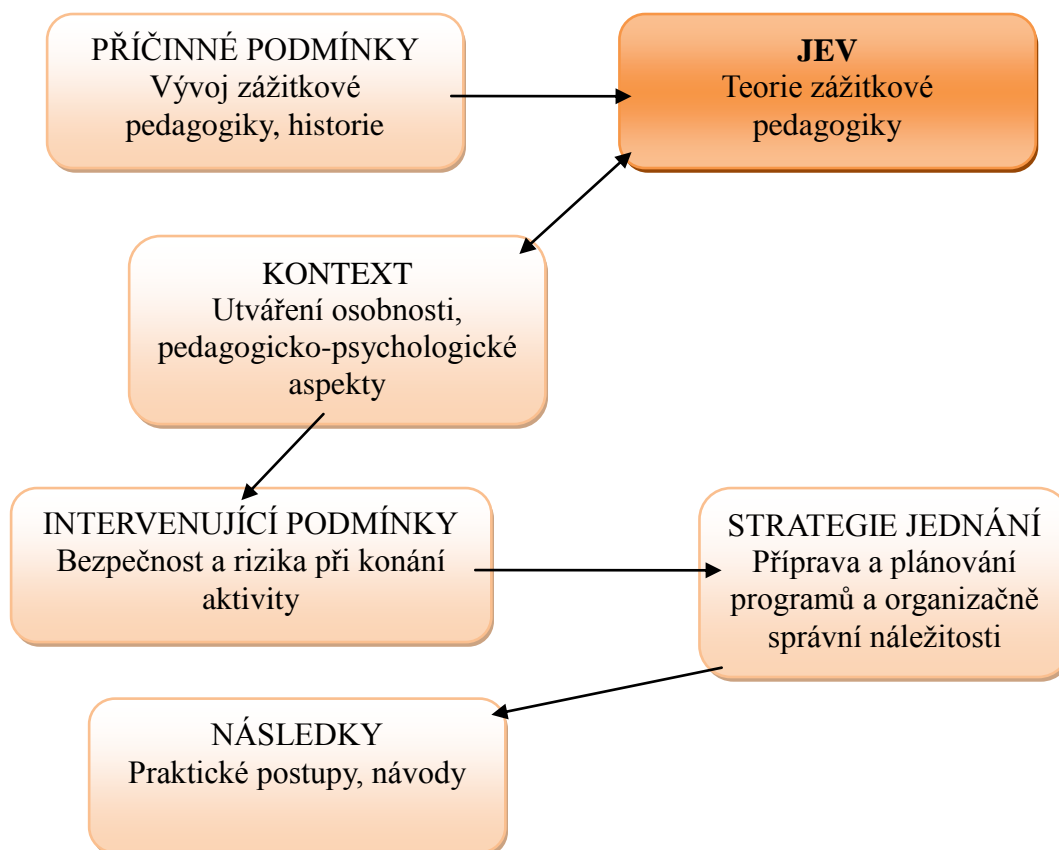 PŘÍČINNÉ PODMÍNKY
Vývoj zážitkové
pedagogiky, historie
JEV
Teorie zážitkové
pedagogiky
KONTEXT
Utváření osobnosti,
pedagogicko-psychologické
aspekty
INTERVENUJÍCÍ PODMÍNKY
Bezpečnost a rizika při konání
aktivity
STRATEGIE JEDNÁNÍ
Příprava a plánování
programů a organizačně
správní náležitosti
NÁSLEDKY
Praktické postupy, návody